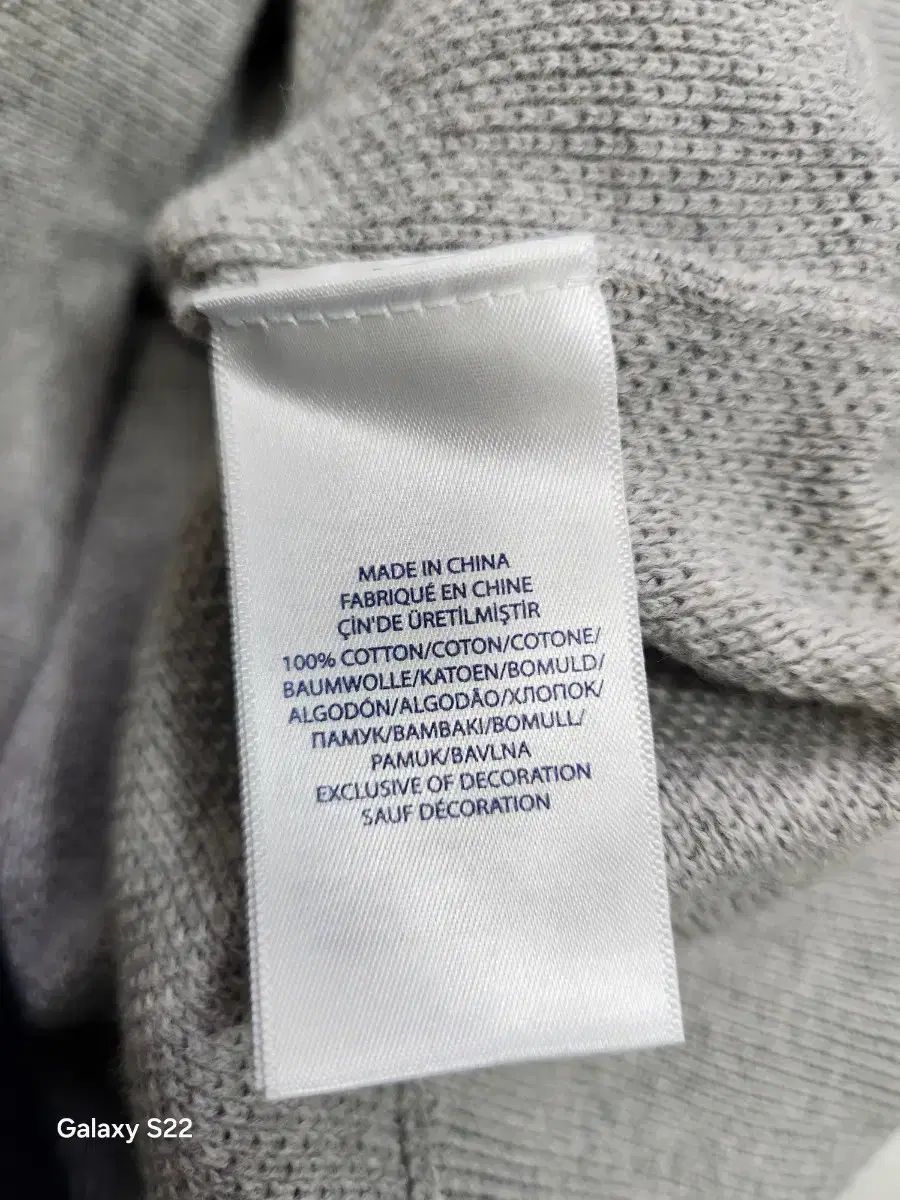 MADE IN CHINA
FABRIQUÉ EN CHINE
ÇİN'DE ÜRETİLMİŞTİR
100% COTTON/COTON/COTONE/
BAUMWOLLE/KATOEN/BOMULD/
ALGODÓN/ALGODÃO/ХЛОПОК/
ПАМУК/BAMBAKI/BOMULL/
PAMUK/BAVLNA
EXCLUSIVE OF DECORATION
SAUF DÉCORATION
Galaxy S22